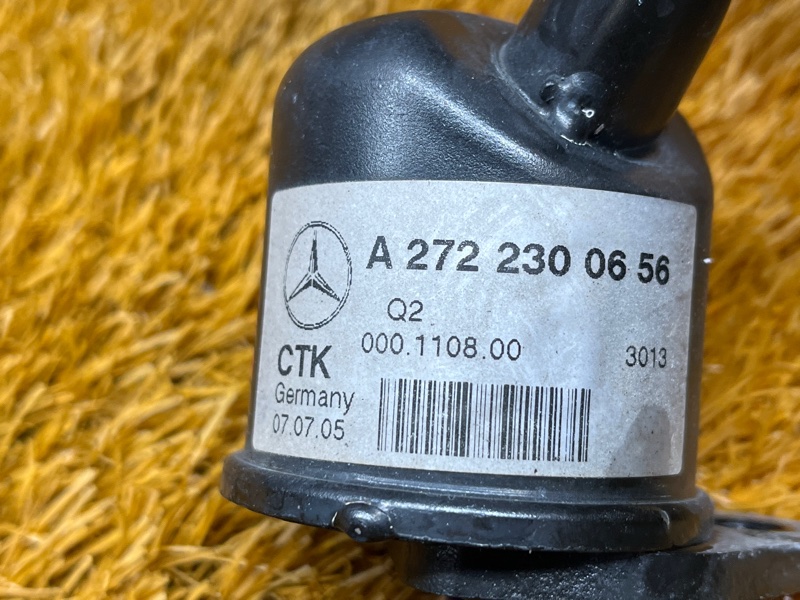 A 272 230 06 56
Q2
000.1108.00
3013
CTK
Germany
07.07.05